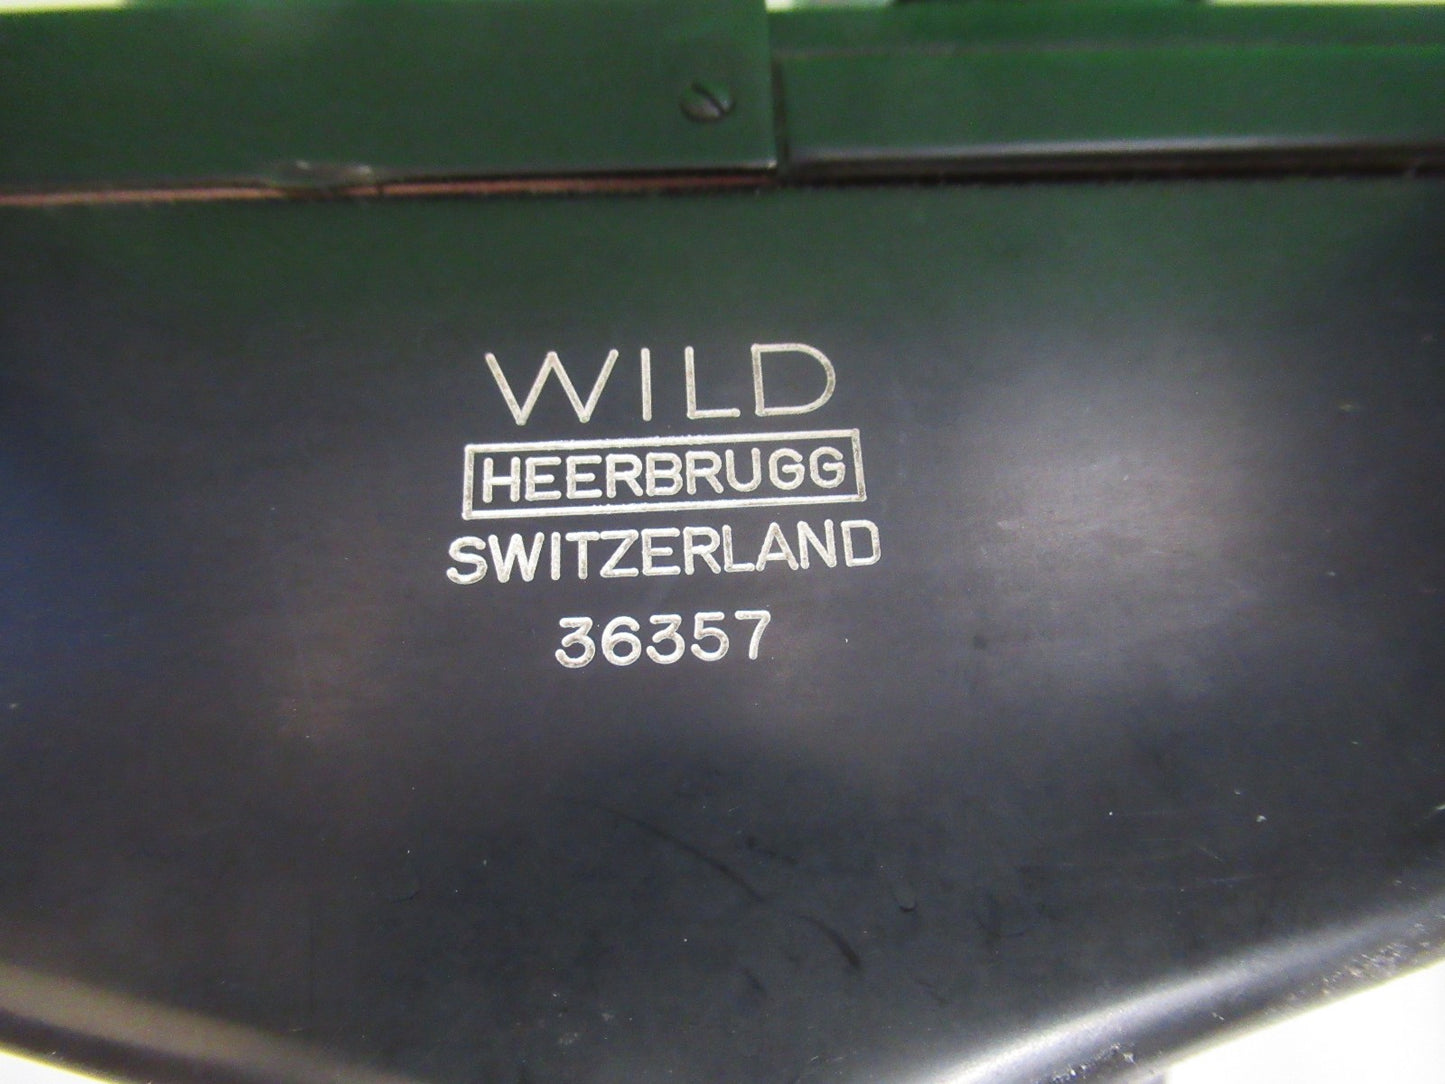 WILD
HEERBRUGG
SWITZERLAND
36357